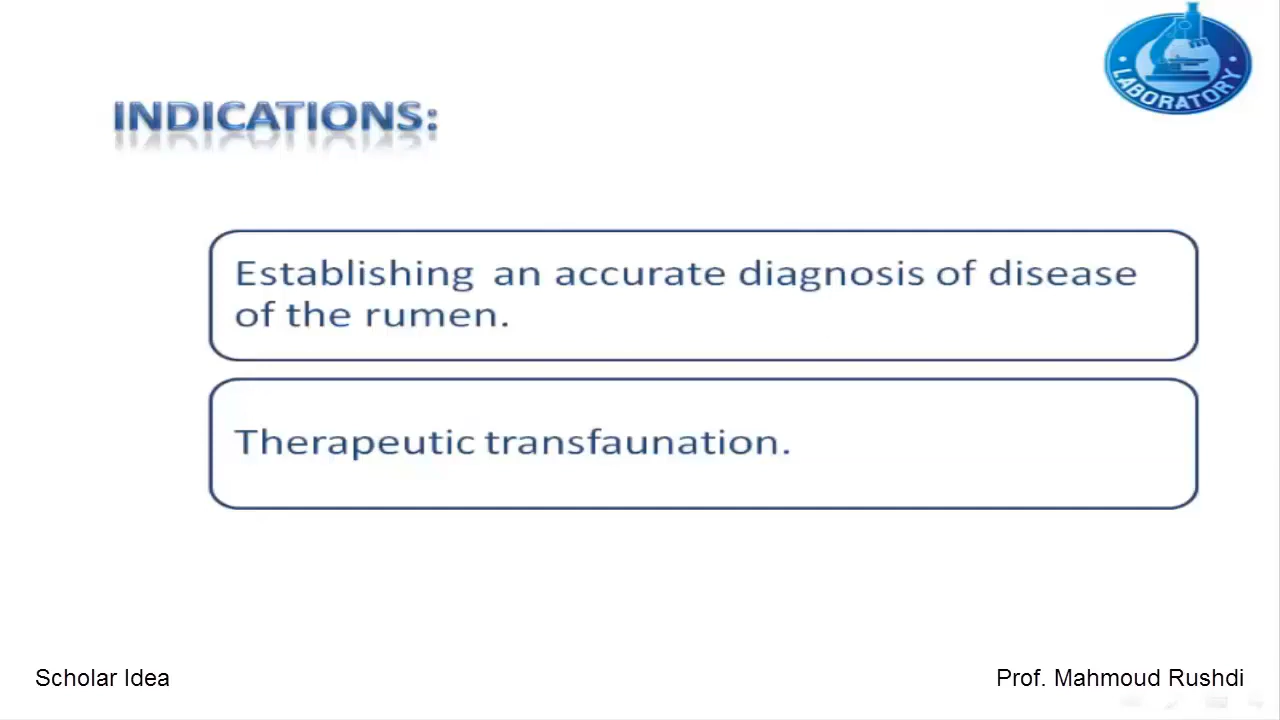 LABORATORY
INDICATIONS:
Establishing an accurate diagnosis of disease
of the rumen.
Therapeutic transfaunation.
Scholar Idea
Prof. Mahmoud Rushdi